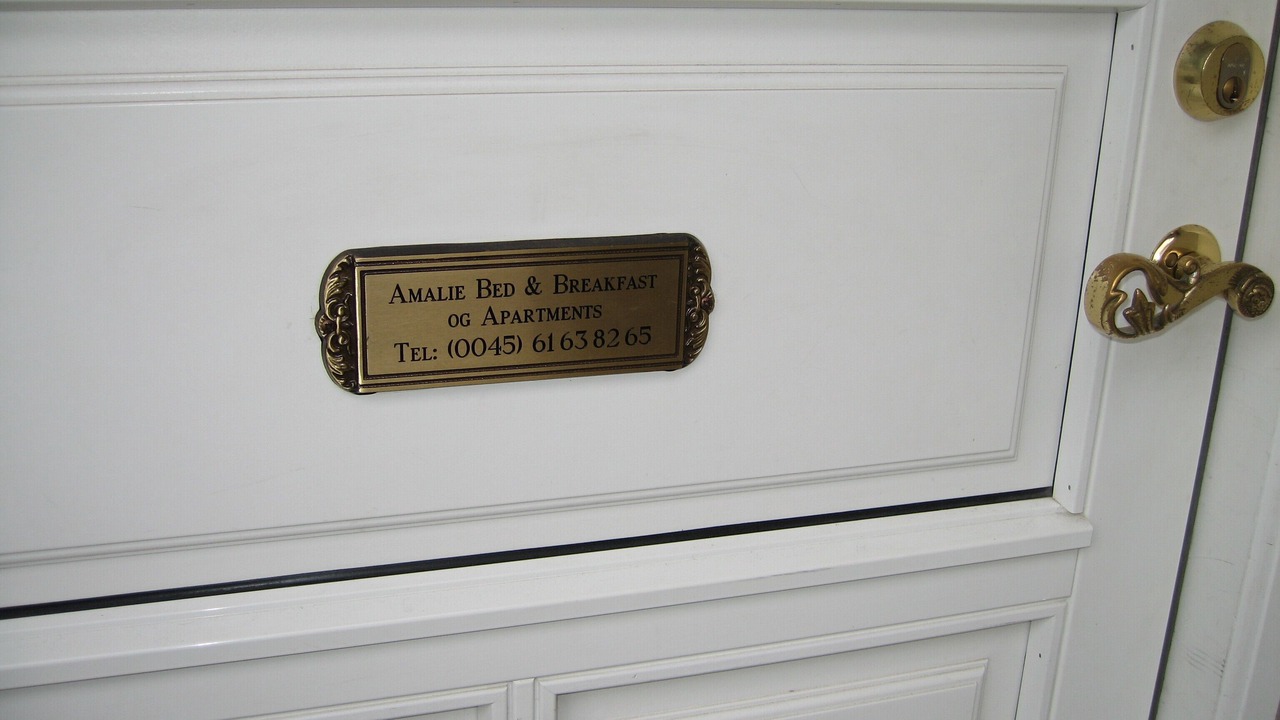 Amalie Bed & Breakfast
og Apartments
Tel: (0045) 61 63 82 65